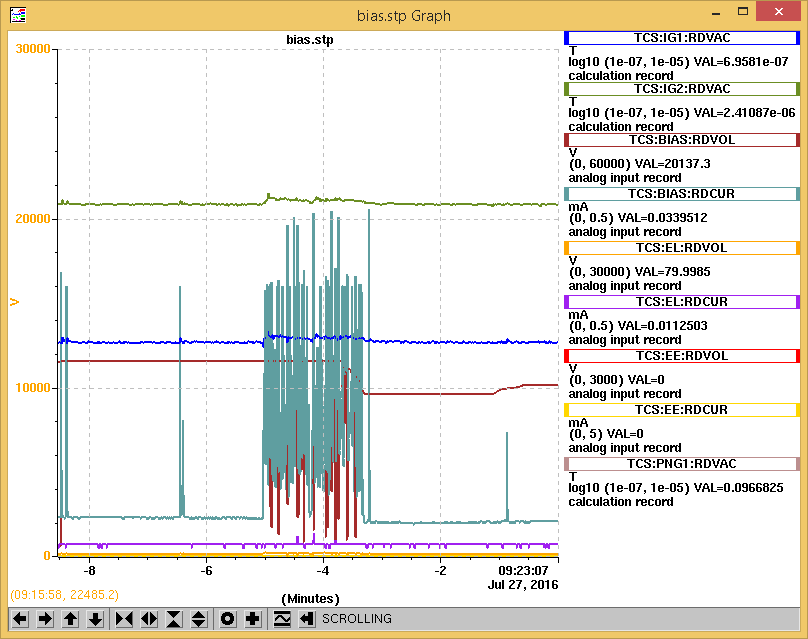 bias.stp Graph
bias.stp
30000
20000
10000
0
V
-8
-6
-4
-2
09:23:07
Jul 27, 2016
(09:15:58, 22485.2)
(Minutes)
TCS:IG1:RDVAC
T
log10 (1e-07, 1e-05) VAL=6.9581e-07
calculation record
TCS:IG2:RDVAC
T
log10 (1e-07, 1e-05) VAL=2.41087e-06
calculation record
TCS:BIAS:RDVOL
V
(0, 60000) VAL=20137.3
analog input record
TCS:BIAS:RDCUR
mA
(0, 0.5) VAL=0.0339512
analog input record
TCS:EL:RDVOL
V
(0, 30000) VAL=79.9985
analog input record
TCS:EL:RDCUR
mA
(0, 0.5) VAL=0.0112503
analog input record
TCS:EE:RDVOL
V
(0, 3000) VAL=0
analog input record
TCS:EE:RDCUR
mA
(0, 5) VAL=0
analog input record
TCS:PNG1:RDVAC
T
log10 (1e-07, 1e-05) VAL=0.0966825
calculation record
SCROLLING